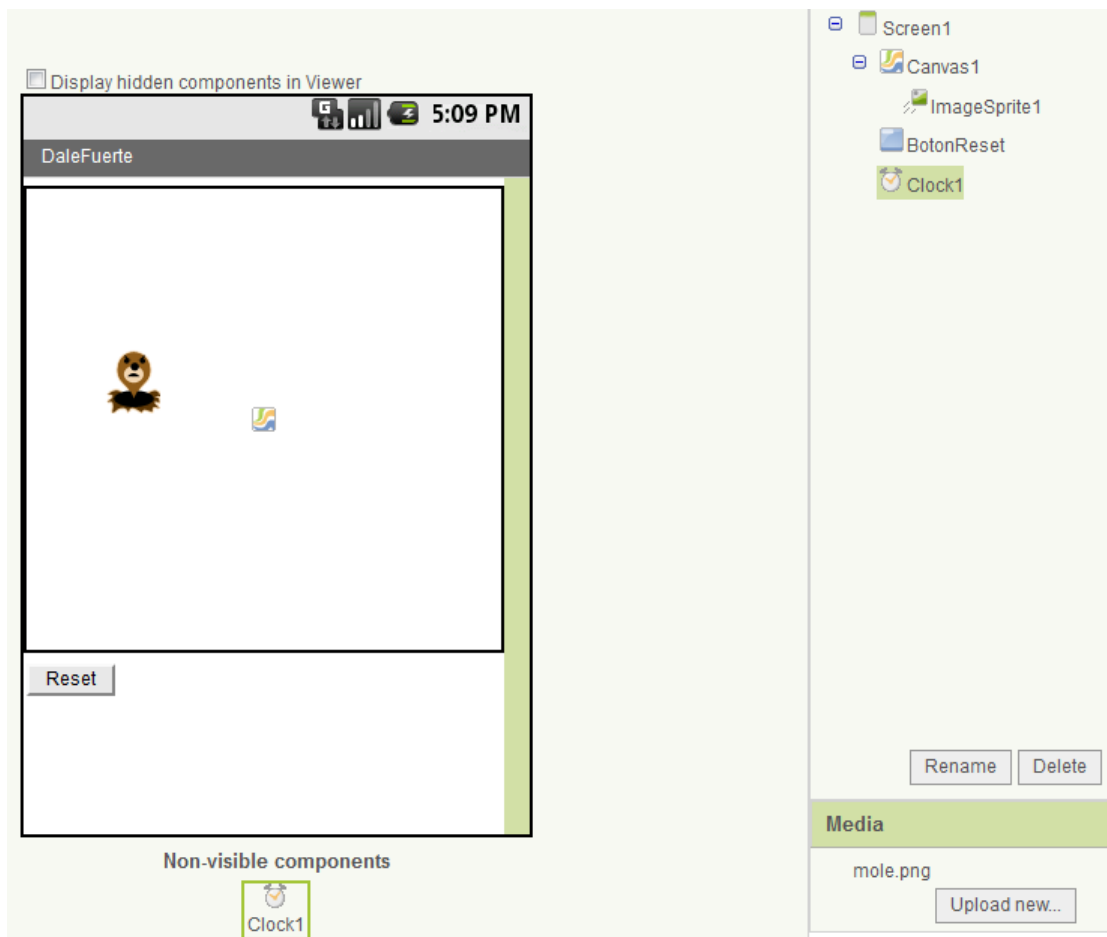 Display hidden components in Viewer
G
5:09 PM
DaleFuerte
Reset
Non-visible components
Clock1
Screen1
Canvas1
ImageSprite1
BotonReset
Clock1
Rename Delete
Media
mole.png
Upload new...